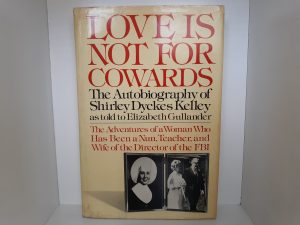 LOVE IS
NOT FOR
COWARDS
The Autobiography of
Shirley Dyckes Kelley
as told to Elizabeth Gullander
The Adventures of a Woman Who
Has Been a Nun, Teacher, and
Wife of the Director of the FBI